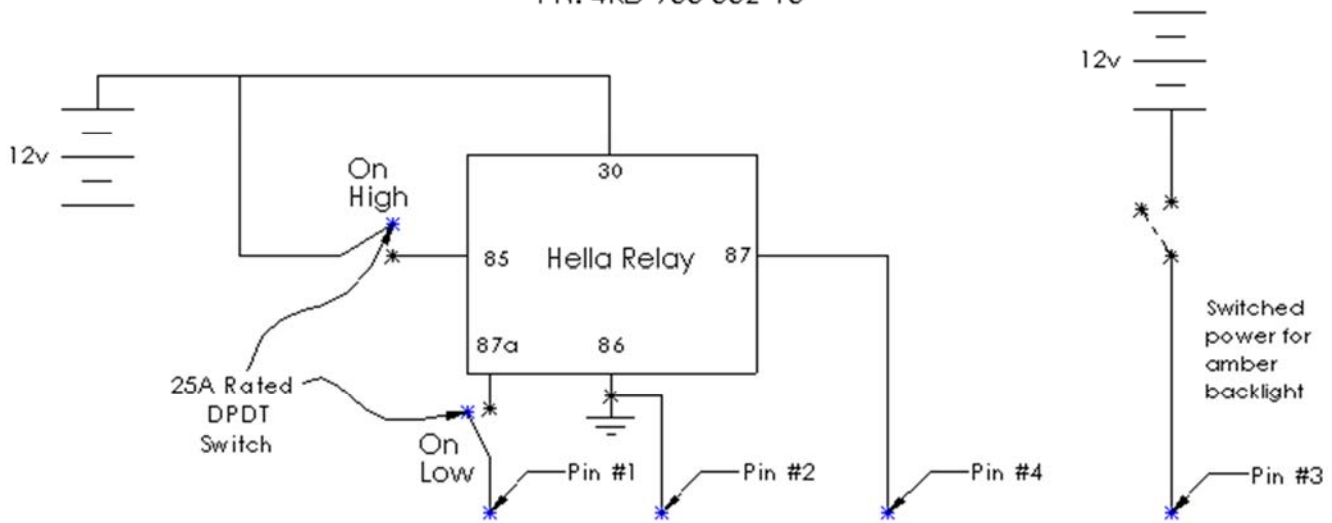 12v
12v
On
High
30
85
Hella Relay
87
87a
86
25A Rated
DPDT
Switch
On
Low
Switched
power for
amber
backlight
Pin #1
Pin #2
Pin #4
Pin #3